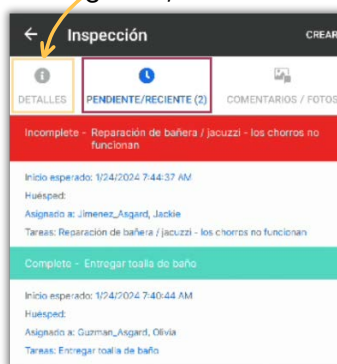 Inspección
CREAR
DETALLES
PENDIENTE/RECIENTE (2)
COMENTARIOS / FOTOS
Incomplete - Reparación de bañera / jacuzzi - los chorros no
funcionan
Inicio esperado: 1/24/2024 7:44:37 AM
Huésped:
Asignado a: Jimenez_Asgard, Jackie
Tareas: Reparación de bañera / jacuzzi - los chorros no funcionan
Complete - Entregar toalla de baño
Inicio esperado: 1/24/2024 7:40:44 AM
Huésped:
Asignado a: Guzman_Asgard, Olivia
Tareas: Entregar toalla de baño